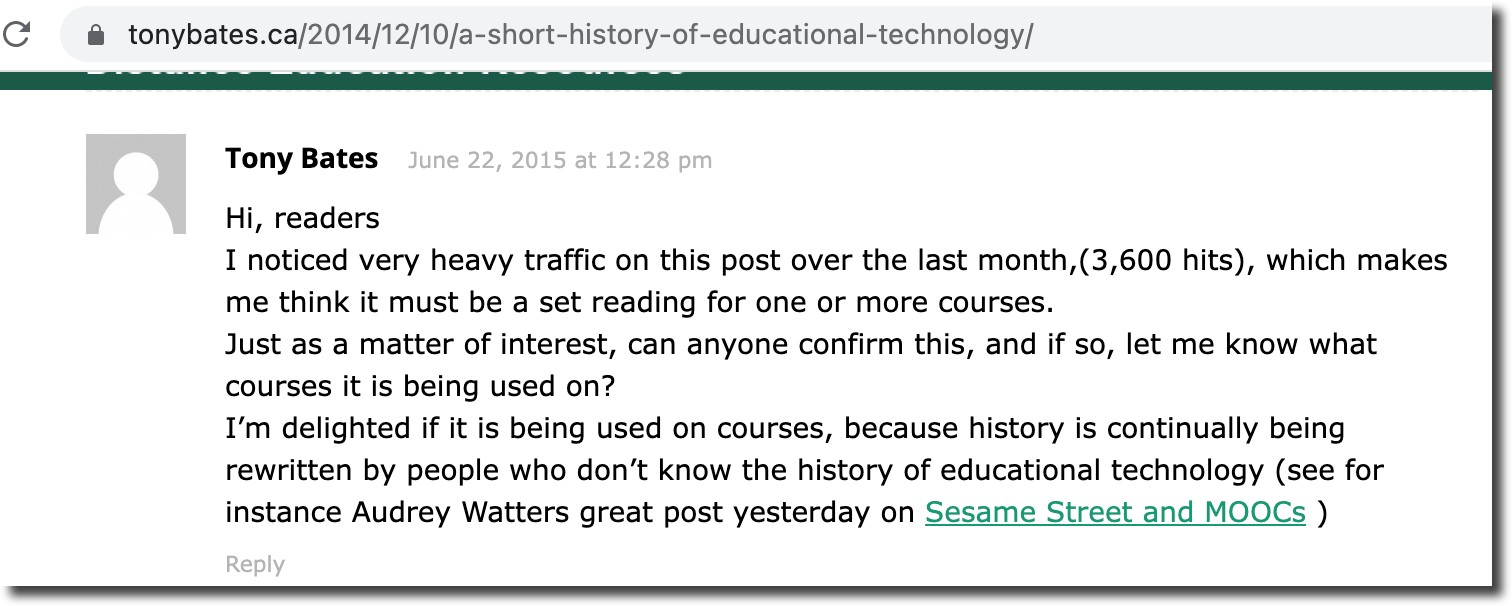 tonybates.ca/2014/12/10/a-short-history-of-educational-technology/
Distance Education Resources
Tony Bates June 22, 2015 at 12:28 pm
Hi, readers
I noticed very heavy traffic on this post over the last month,(3,600 hits), which makes
me think it must be a set reading for one or more courses.
Just as a matter of interest, can anyone confirm this, and if so, let me know what
courses it is being used on?
I’m delighted if it is being used on courses, because history is continually being
rewritten by people who don’t know the history of educational technology (see for
instance Audrey Watters great post yesterday on Sesame Street and MOOCs )
Reply